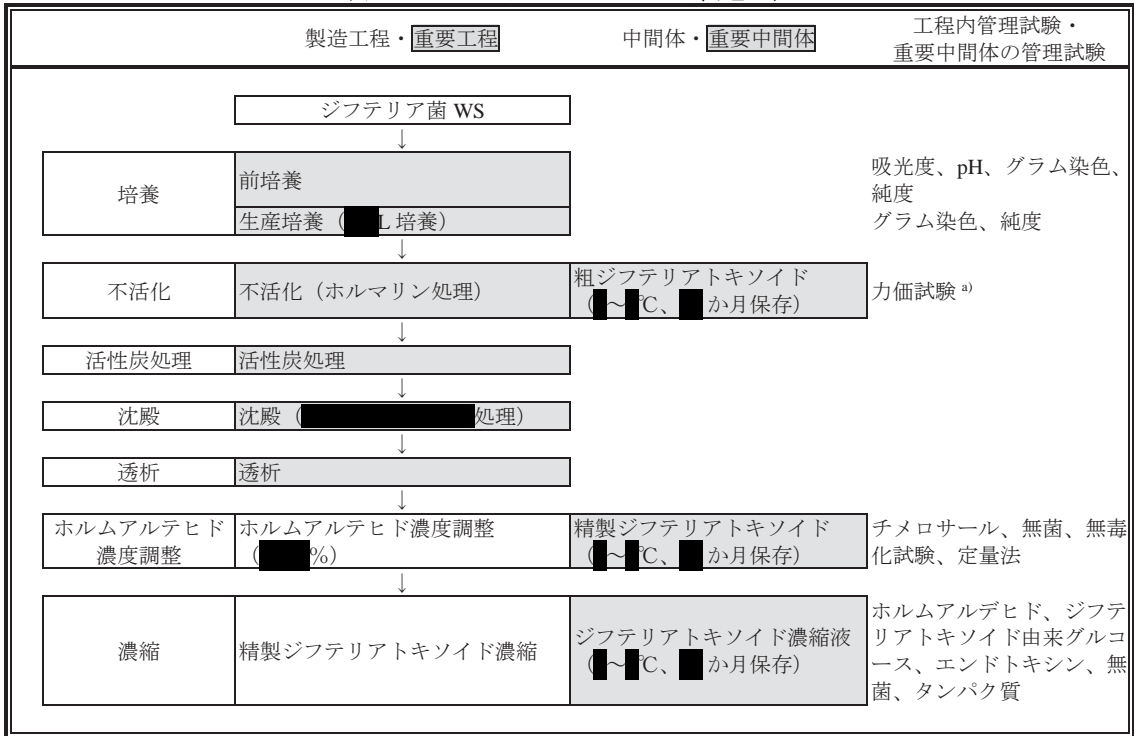 製造工程・重要工程
中間体・重要中間体
工程内管理試験・
重要中間体の管理試験
ジフテリア菌 WS
↓
培養
前培養
吸光度、pH、グラム染色、
純度
生産培養（L 培養）
グラム染色、純度
↓
不活化
不活化（ホルマリン処理）
粗ジフテリアトキソイド
（～℃、か月保存）
力価試験 a)
↓
活性炭処理
活性炭処理
↓
沈殿
沈殿（処理）
↓
透析
透析
↓
ホルムアルテヒド
濃度調整
ホルムアルテヒド濃度調整
（%）
精製ジフテリアトキソイド
（～℃、か月保存）
チメロサール、無菌、無毒
化試験、定量法
↓
濃縮
精製ジフテリアトキソイド濃縮
ジフテリアトキソイド濃縮液
（～℃、か月保存）
ホルムアルデヒド、ジフテ
リアトキソイド由来グルコ
ース、エンドトキシン、無
菌、タンパク質